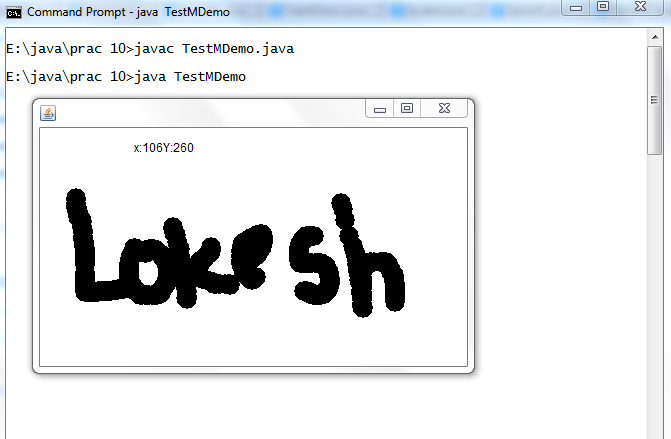 Command Prompt - java  TestMDemo
E:\java\prac 10>javac TestMDemo.java
E:\java\prac 10>java TestMDemo
x:106Y:260
Lokesh